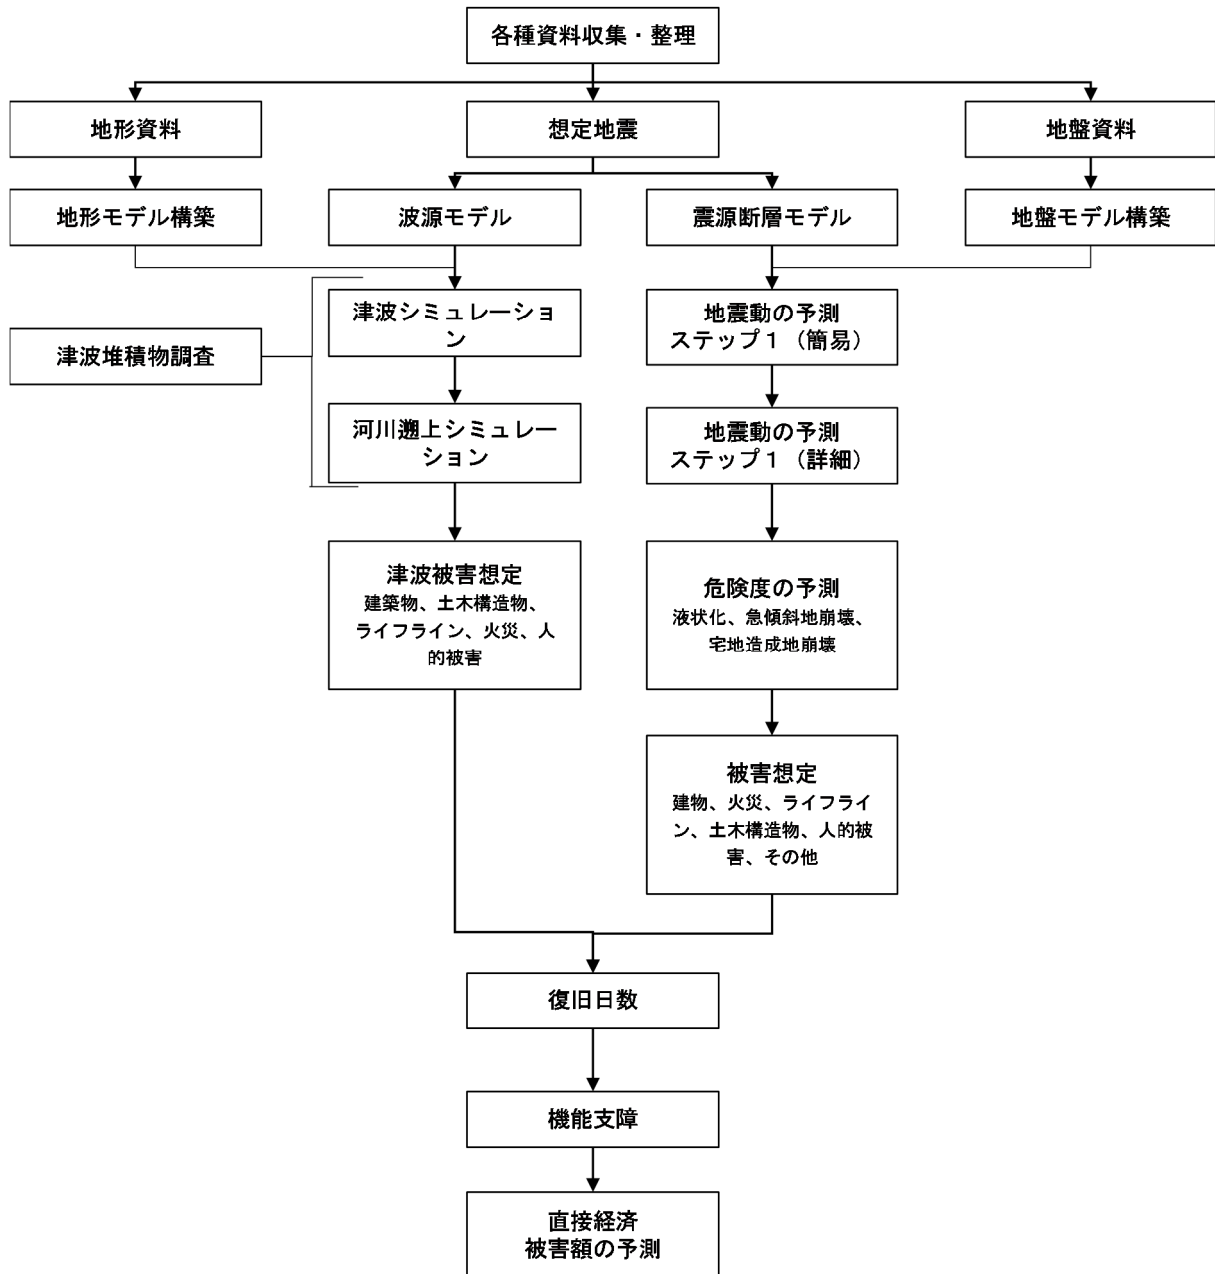 各種資料収集・整理
地形資料
想定地震
地盤資料
地形モデル構築
波源モデル
震源断層モデル
地盤モデル構築
津波堆積物調査
津波シミュレーショ
ン
地震動の予測
ステップ１（簡易）
河川遡上シミュレー
ション
地震動の予測
ステップ１（詳細）
津波被害想定
建築物、土木構造物、
ライフライン、火災、人
的被害
危険度の予測
液状化、急傾斜地崩壊、
宅地造成地崩壊
被害想定
建物、火災、ライフライ
ン、土木構造物、人的被
害、その他
復旧日数
機能支障
直接経済
被害額の予測